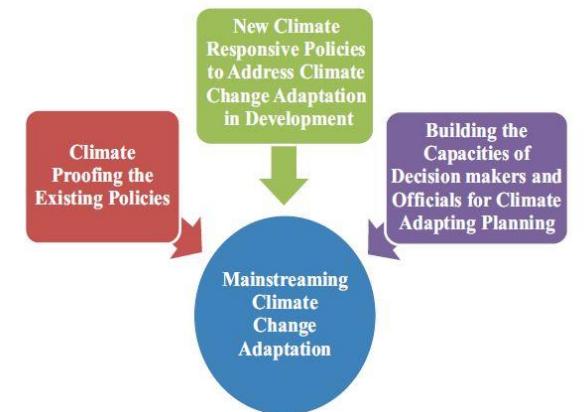 New Climate
Responsive Policies
to Address Climate
Change Adaptation
in Development
Climate
Proofing the
Existing Policies
Building the
Capacities of
Decision makers and
Officials for Climate
Adapting Planning
Mainstreaming
Climate
Change
Adaptation